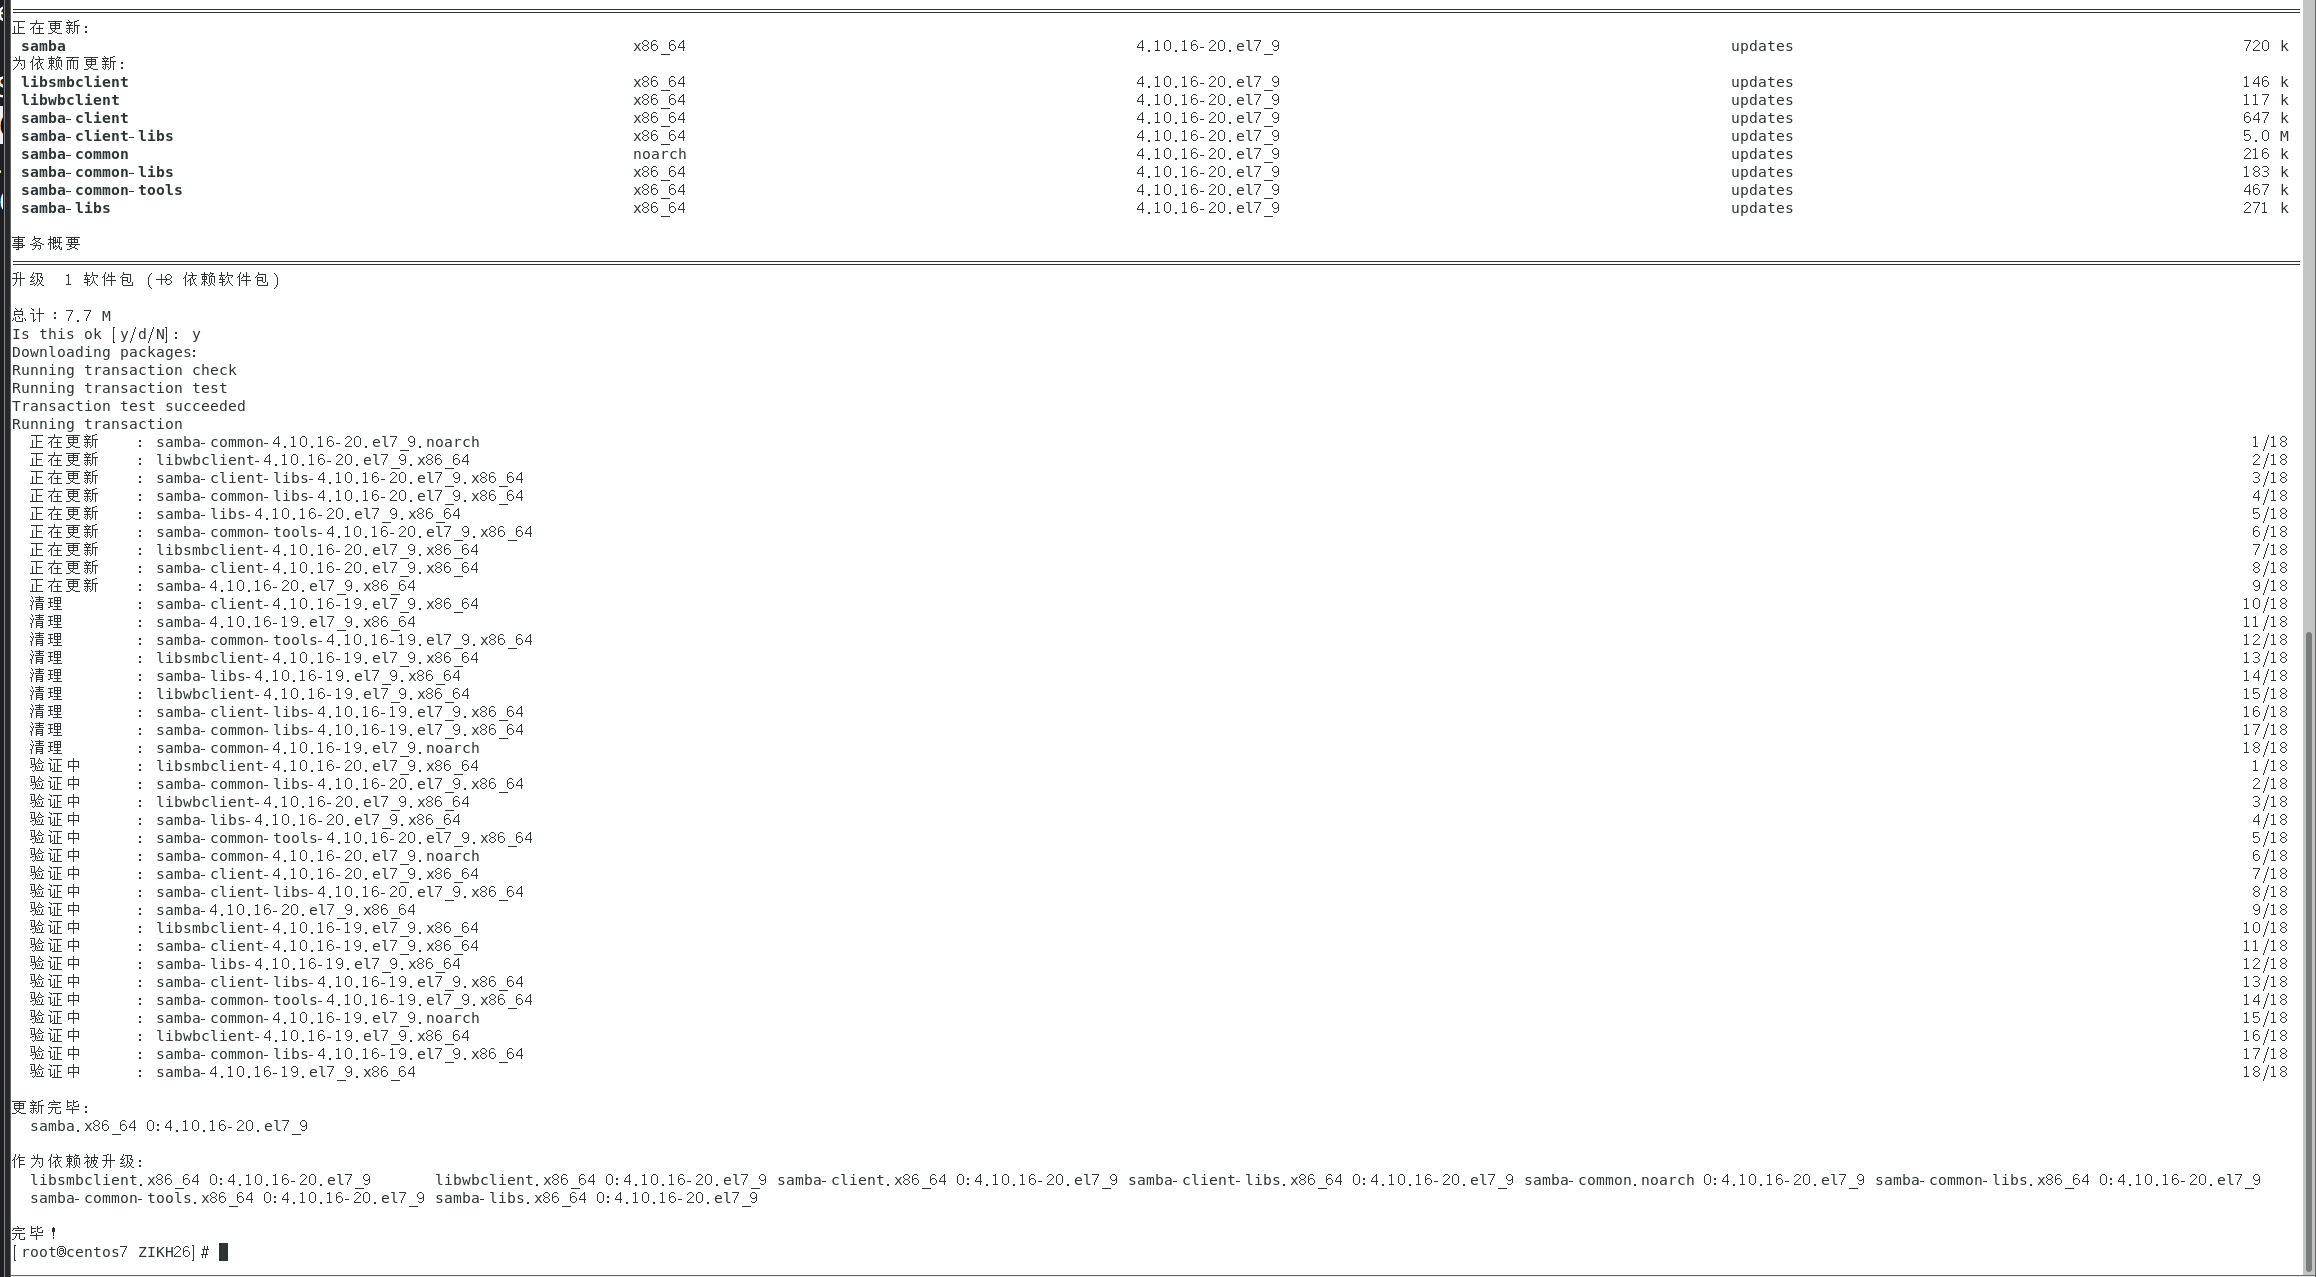 正在更新:
samba x86_64 4.10.16-20.el7_9 updates 720 k
为依赖而更新:
libsmbclient x86_64 4.10.16-20.el7_9 updates 146 k
libwbclient x86_64 4.10.16-20.el7_9 updates 117 k
samba-client x86_64 4.10.16-20.el7_9 updates 647 k
samba-client-libs x86_64 4.10.16-20.el7_9 updates 5.0 M
samba-common noarch 4.10.16-20.el7_9 updates 216 k
samba-common-libs x86_64 4.10.16-20.el7_9 updates 183 k
samba-common-tools x86_64 4.10.16-20.el7_9 updates 467 k
samba-libs x86_64 4.10.16-20.el7_9 updates 271 k
事务概要
升级 1 软件包 (+8 依赖软件包)
总计：7.7 M
Is this ok [y/d/N]: y
Downloading packages:
Running transaction check
Running transaction test
Transaction test succeeded
Running transaction
正在更新 : samba-common-4.10.16-20.el7_9.noarch 1/18
正在更新 : libwbclient-4.10.16-20.el7_9.x86_64 2/18
正在更新 : samba-client-libs-4.10.16-20.el7_9.x86_64 3/18
正在更新 : samba-common-libs-4.10.16-20.el7_9.x86_64 4/18
正在更新 : samba-libs-4.10.16-20.el7_9.x86_64 5/18
正在更新 : samba-common-tools-4.10.16-20.el7_9.x86_64 6/18
正在更新 : libsmbclient-4.10.16-20.el7_9.x86_64 7/18
正在更新 : samba-client-4.10.16-20.el7_9.x86_64 8/18
正在更新 : samba-4.10.16-20.el7_9.x86_64 9/18
清理 : samba-client-4.10.16-19.el7_9.x86_64 10/18
清理 : samba-4.10.16-19.el7_9.x86_64 11/18
清理 : samba-common-tools-4.10.16-19.el7_9.x86_64 12/18
清理 : libsmbclient-4.10.16-19.el7_9.x86_64 13/18
清理 : samba-libs-4.10.16-19.el7_9.x86_64 14/18
清理 : libwbclient-4.10.16-19.el7_9.x86_64 15/18
清理 : samba-client-libs-4.10.16-19.el7_9.x86_64 16/18
清理 : samba-common-libs-4.10.16-19.el7_9.x86_64 17/18
清理 : samba-common-4.10.16-19.el7_9.noarch 18/18
验证中 : libsmbclient-4.10.16-20.el7_9.x86_64 1/18
验证中 : samba-common-libs-4.10.16-20.el7_9.x86_64 2/18
验证中 : libwbclient-4.10.16-20.el7_9.x86_64 3/18
验证中 : samba-libs-4.10.16-20.el7_9.x86_64 4/18
验证中 : samba-common-tools-4.10.16-20.el7_9.x86_64 5/18
验证中 : samba-common-4.10.16-20.el7_9.noarch 6/18
验证中 : samba-client-4.10.16-20.el7_9.x86_64 7/18
验证中 : samba-client-libs-4.10.16-20.el7_9.x86_64 8/18
验证中 : samba-4.10.16-20.el7_9.x86_64 9/18
验证中 : libsmbclient-4.10.16-19.el7_9.x86_64 10/18
验证中 : samba-client-4.10.16-19.el7_9.x86_64 11/18
验证中 : samba-libs-4.10.16-19.el7_9.x86_64 12/18
验证中 : samba-client-libs-4.10.16-19.el7_9.x86_64 13/18
验证中 : samba-common-tools-4.10.16-19.el7_9.x86_64 14/18
验证中 : samba-common-4.10.16-19.el7_9.noarch 15/18
验证中 : libwbclient-4.10.16-19.el7_9.x86_64 16/18
验证中 : samba-common-libs-4.10.16-19.el7_9.x86_64 17/18
验证中 : samba-4.10.16-19.el7_9.x86_64 18/18
更新完毕:
samba.x86_64 0:4.10.16-20.el7_9
作为依赖被升级:
libsmbclient.x86_64 0:4.10.16-20.el7_9 libwbclient.x86_64 0:4.10.16-20.el7_9 samba-client.x86_64 0:4.10.16-20.el7_9 samba-client-libs.x86_64 0:4.10.16-20.el7_9 samba-common.noarch 0:4.10.16-20.el7_9 samba-common-libs.x86_64 0:4.10.16-20.el7_9
samba-common-tools.x86_64 0:4.10.16-20.el7_9 samba-libs.x86_64 0:4.10.16-20.el7_9
完毕！
[root@centos7 ZIKH26]#